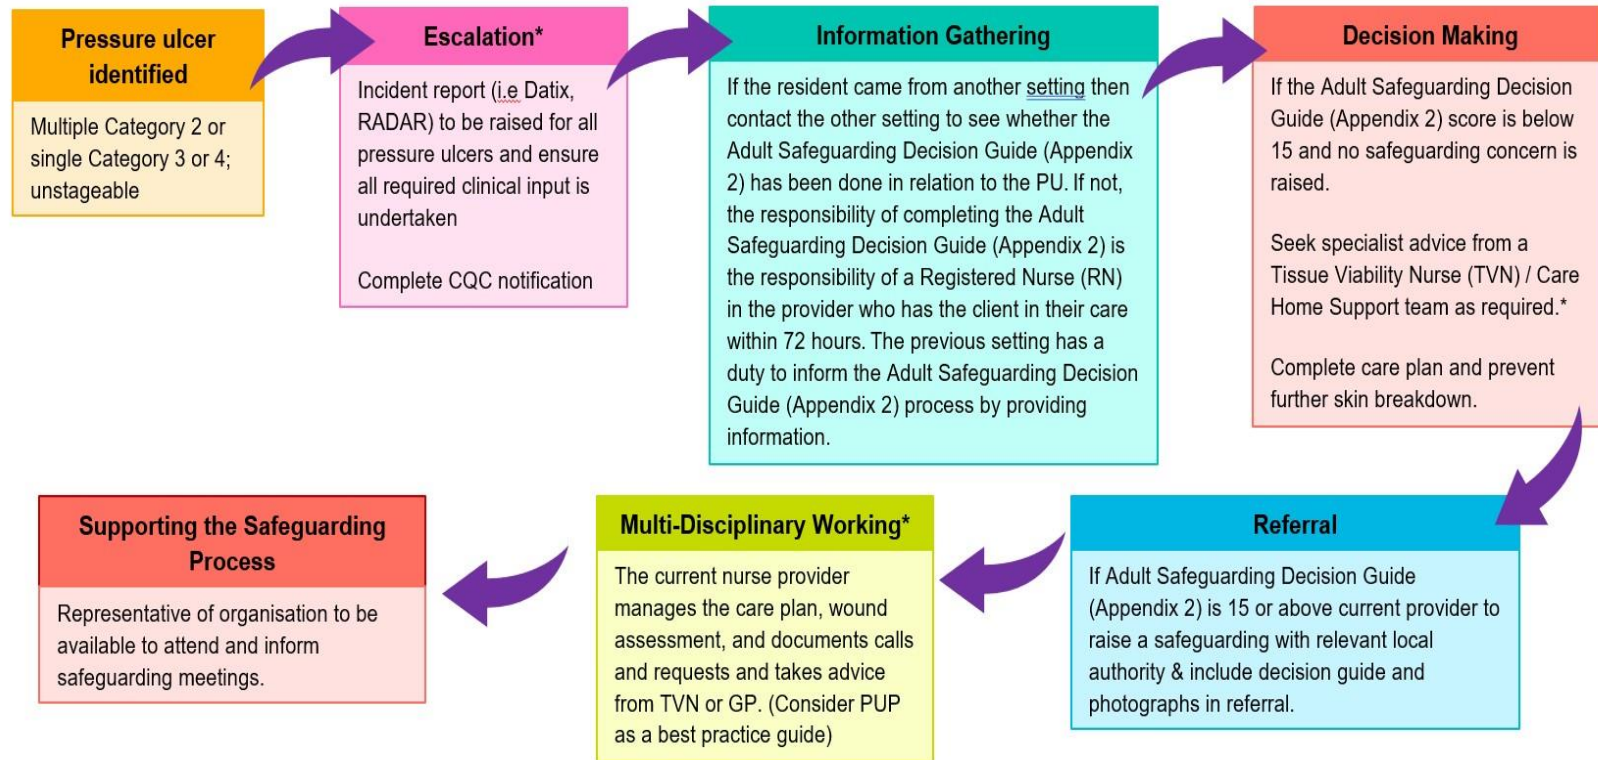 Pressure ulcer
identified
Multiple Category 2 or
single Category 3 or 4;
unstageable
Escalation*
Incident report (i.e Datix,
RADAR) to be raised for all
pressure ulcers and ensure
all required clinical input is
undertaken
Complete CQC notification
Information Gathering
If the resident came from another setting then
contact the other setting to see whether the
Adult Safeguarding Decision Guide (Appendix
2) has been done in relation to the PU. If not,
the responsibility of completing the Adult
Safeguarding Decision Guide (Appendix 2) is
the responsibility of a Registered Nurse (RN)
in the provider who has the client in their care
within 72 hours. The previous setting has a
duty to inform the Adult Safeguarding Decision
Guide (Appendix 2) process by providing
information.
Decision Making
If the Adult Safeguarding Decision
Guide (Appendix 2) score is below
15 and no safeguarding concern is
raised.
Seek specialist advice from a
Tissue Viability Nurse (TVN) / Care
Home Support team as required.*
Complete care plan and prevent
further skin breakdown.
Referral
If Adult Safeguarding Decision Guide
(Appendix 2) is 15 or above current provider to
raise a safeguarding with relevant local
authority & include decision guide and
photographs in referral.
Multi-Disciplinary Working*
The current nurse provider
manages the care plan, wound
assessment, and documents calls
and requests and takes advice
from TVN or GP. (Consider PUP
as a best practice guide)
Supporting the Safeguarding
Process
Representative of organisation to be
available to attend and inform
safeguarding meetings.